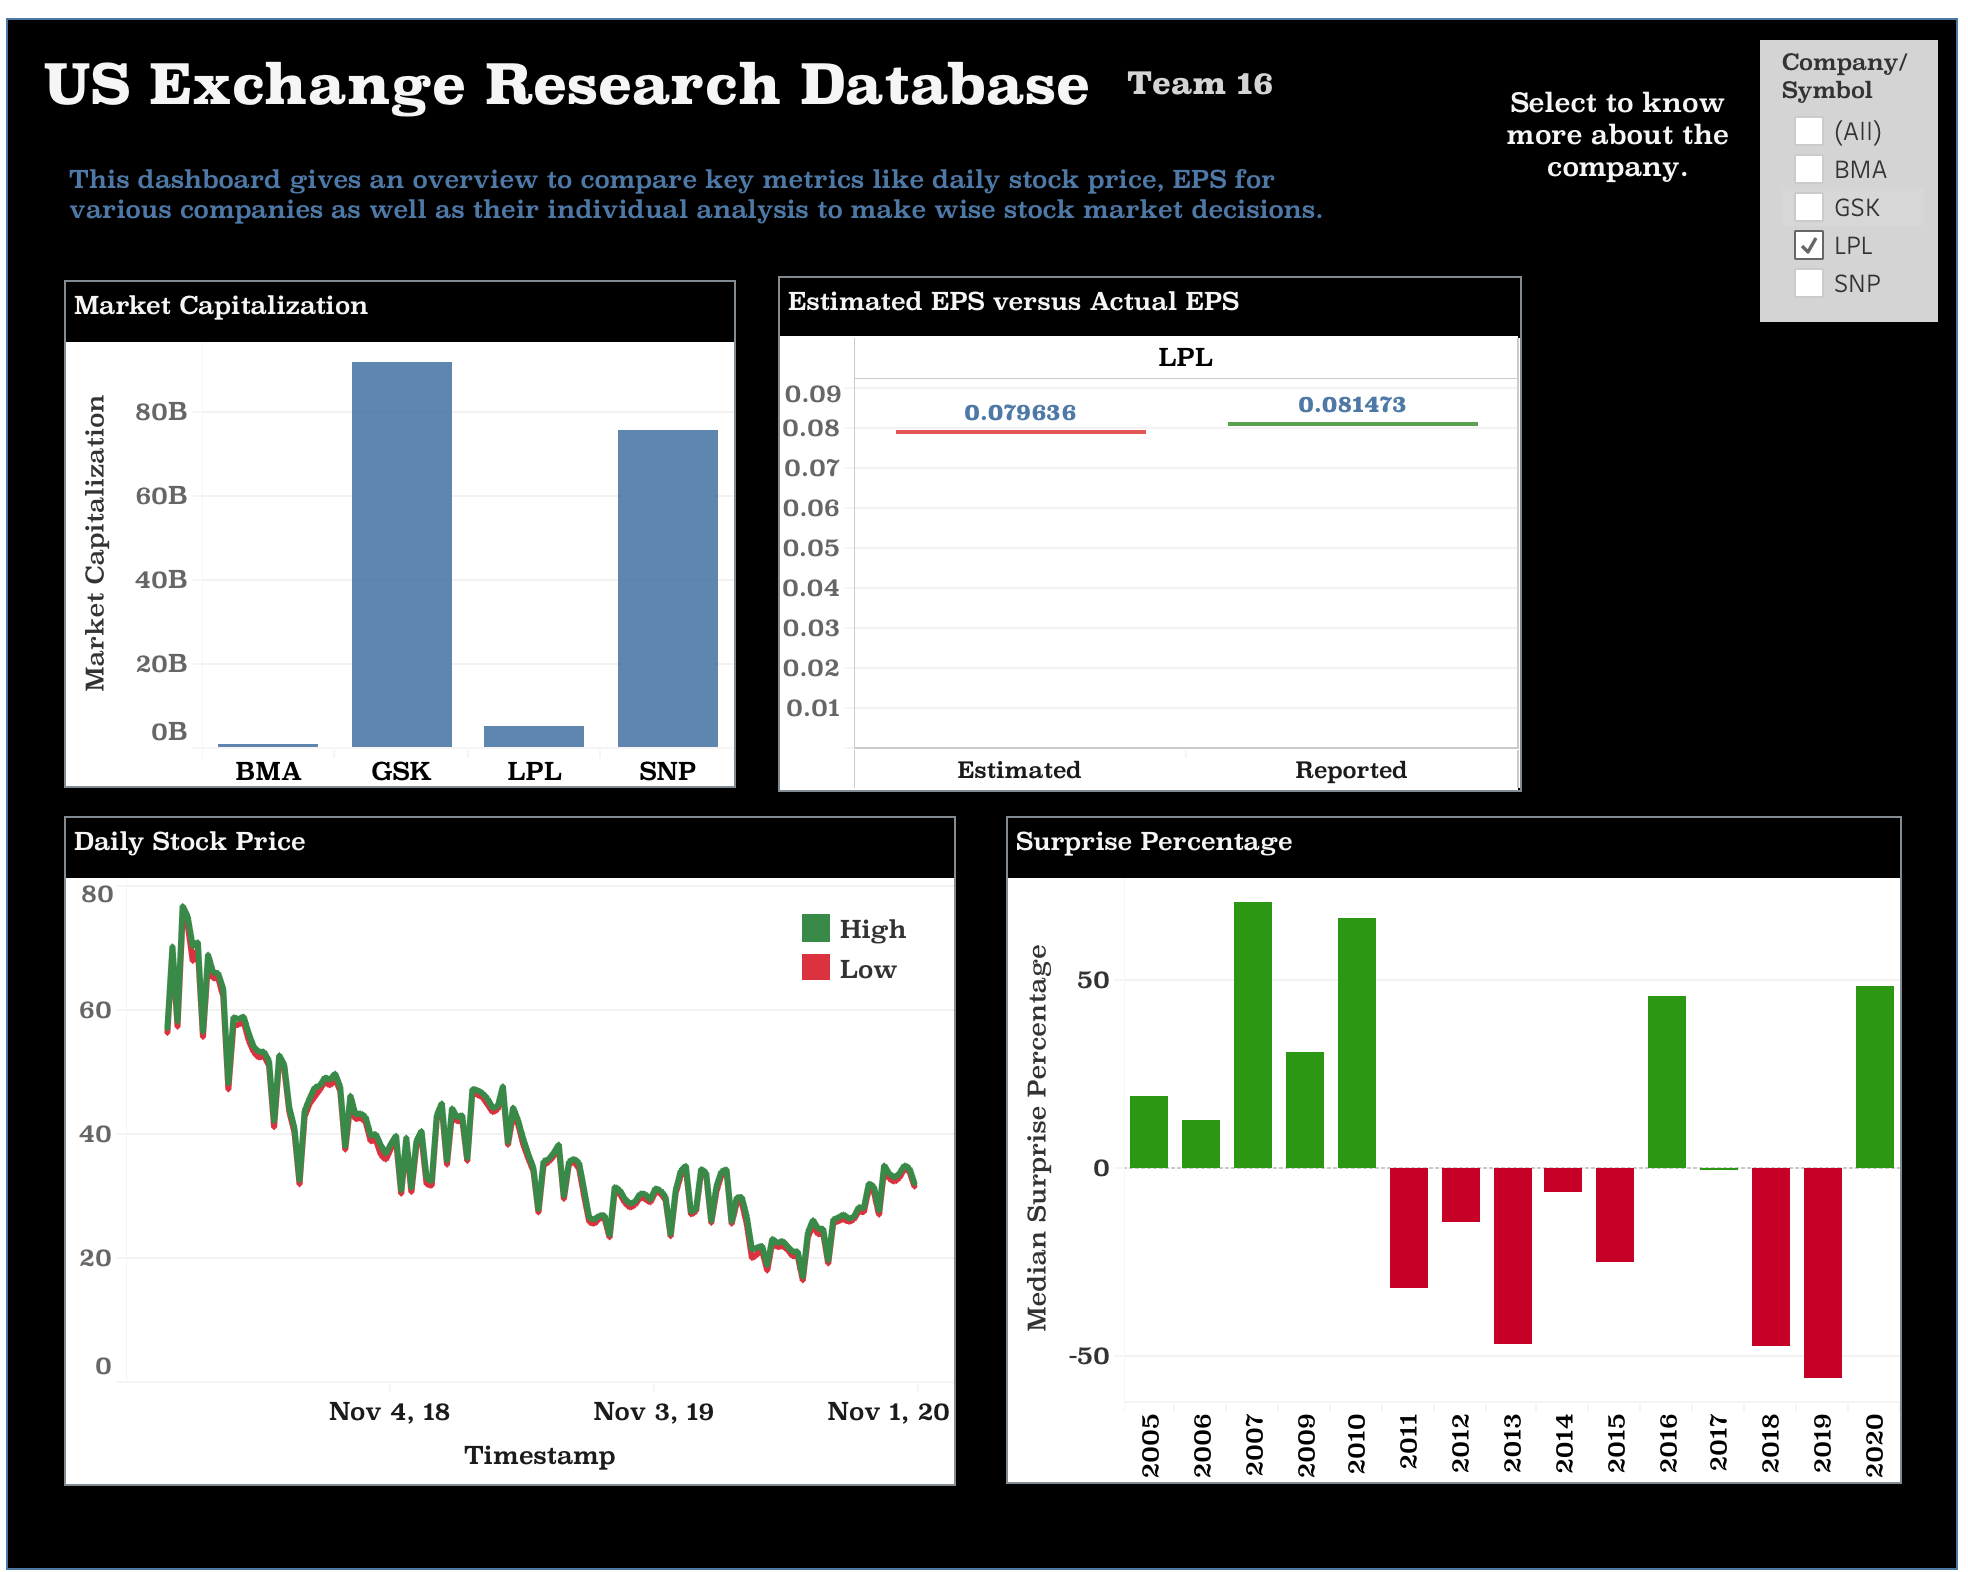 US Exchange Research Database
Team 16
This dashboard gives an overview to compare key metrics like daily stock price, EPS for
various companies as well as their individual analysis to make wise stock market decisions.
Select to know
more about the
company.
Company/
Symbol
(All)
BMA
GSK
LPL
SNP
Market Capitalization
Market Capitalization
80B
60B
40B
20B
0B
BMA
GSK
LPL
SNP
Estimated EPS versus Actual EPS
LPL
0.09
0.08
0.07
0.06
0.05
0.04
0.03
0.02
0.01
0.079636
0.081473
Estimated
Reported
Daily Stock Price
80
60
40
20
0
High
Low
Nov 4, 18
Nov 3, 19
Nov 1, 20
Timestamp
Surprise Percentage
Median Surprise Percentage
50
0
-50
2005
2006
2007
2009
2010
2011
2012
2013
2014
2015
2016
2017
2018
2019
2020